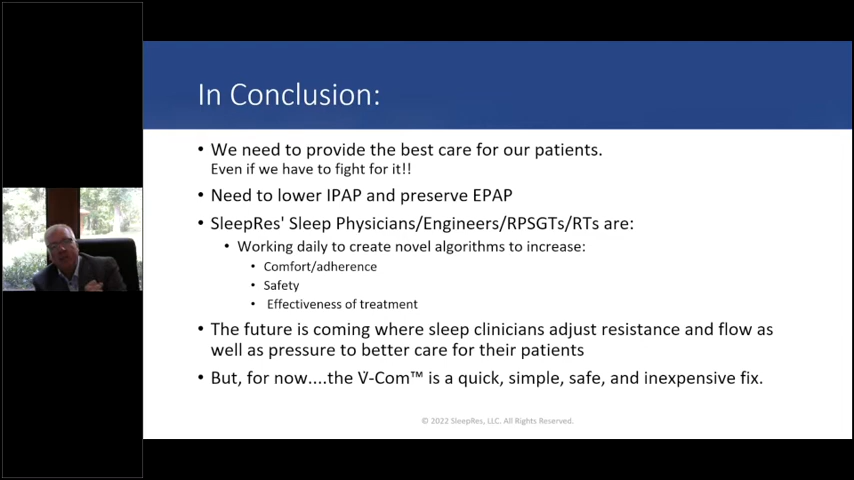 In Conclusion:
• We need to provide the best care for our patients.
Even if we have to fight for it!!
• Need to lower IPAP and preserve EPAP
• SleepRes' Sleep Physicians/Engineers/RPSGTs/RTs are:
• Working daily to create novel algorithms to increase:
• Comfort/adherence
• Safety
• Effectiveness of treatment
• The future is coming where sleep clinicians adjust resistance and flow as
well as pressure to better care for their patients
• But, for now....the V̇-Com™ is a quick, simple, safe, and inexpensive fix.
© 2022 SleepRes, LLC. All Rights Reserved.